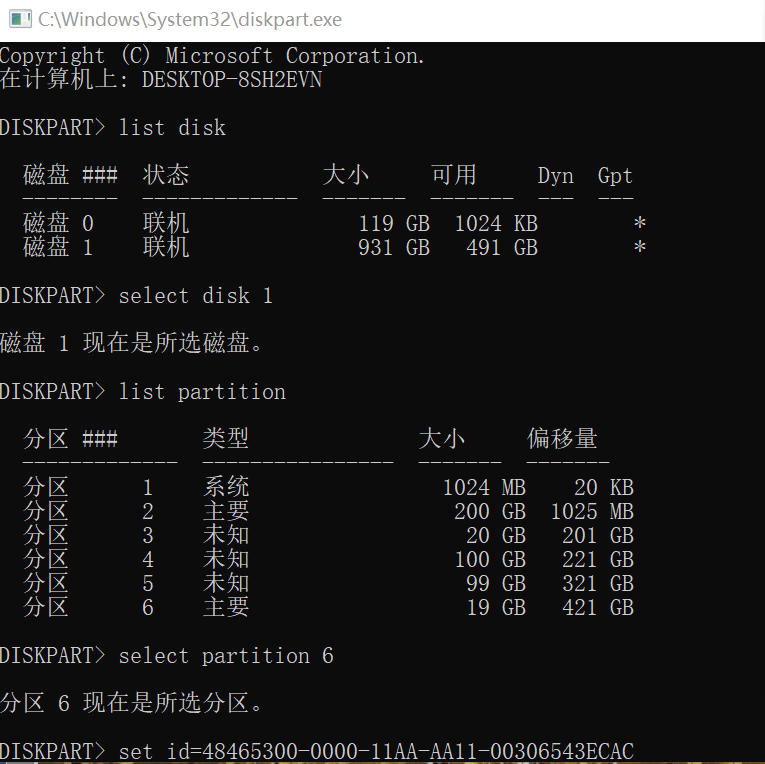 C:\Windows\System32\diskpart.exe
Copyright (C) Microsoft Corporation.
在计算机上: DESKTOP-8SH2EVN
DISKPART> list disk
磁盘 ### 状态 大小 可用 Dyn Gpt
-------- ------------- ------- ------- --- ---
磁盘 0 联机 119 GB 1024 KB *
磁盘 1 联机 931 GB 491 GB *
DISKPART> select disk 1
磁盘 1 现在是所选磁盘。
DISKPART> list partition
分区 ### 类型 大小 偏移量
------------- ---------------- ------- -------
分区 1 系统 1024 MB 20 KB
分区 2 主要 200 GB 1025 MB
分区 3 未知 20 GB 201 GB
分区 4 未知 100 GB 221 GB
分区 5 未知 99 GB 321 GB
分区 6 主要 19 GB 421 GB
DISKPART> select partition 6
分区 6 现在是所选分区。
DISKPART> set id=48465300-0000-11AA-AA11-00306543ECAC